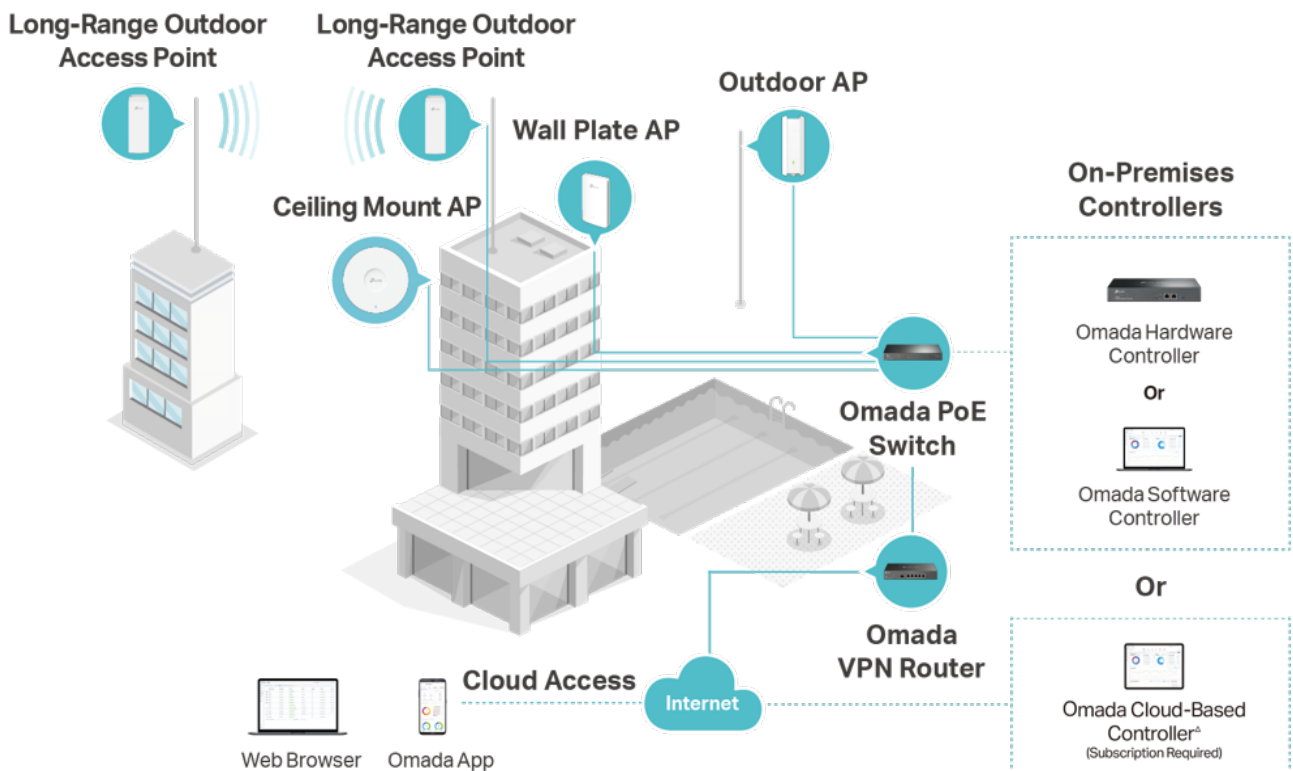 Long-Range Outdoor
Access Point
Long-Range Outdoor
Access Point
Outdoor AP
Wall Plate AP
Ceiling Mount AP
On-Premises
Controllers
Omada Hardware
Controller
Or
Omada Software
Controller
Omada PoE
Switch
Or
Omada
VPN Router
Cloud Access
Internet
Omada Cloud-Based
Controller△
(Subscription Required)
Web Browser
Omada App